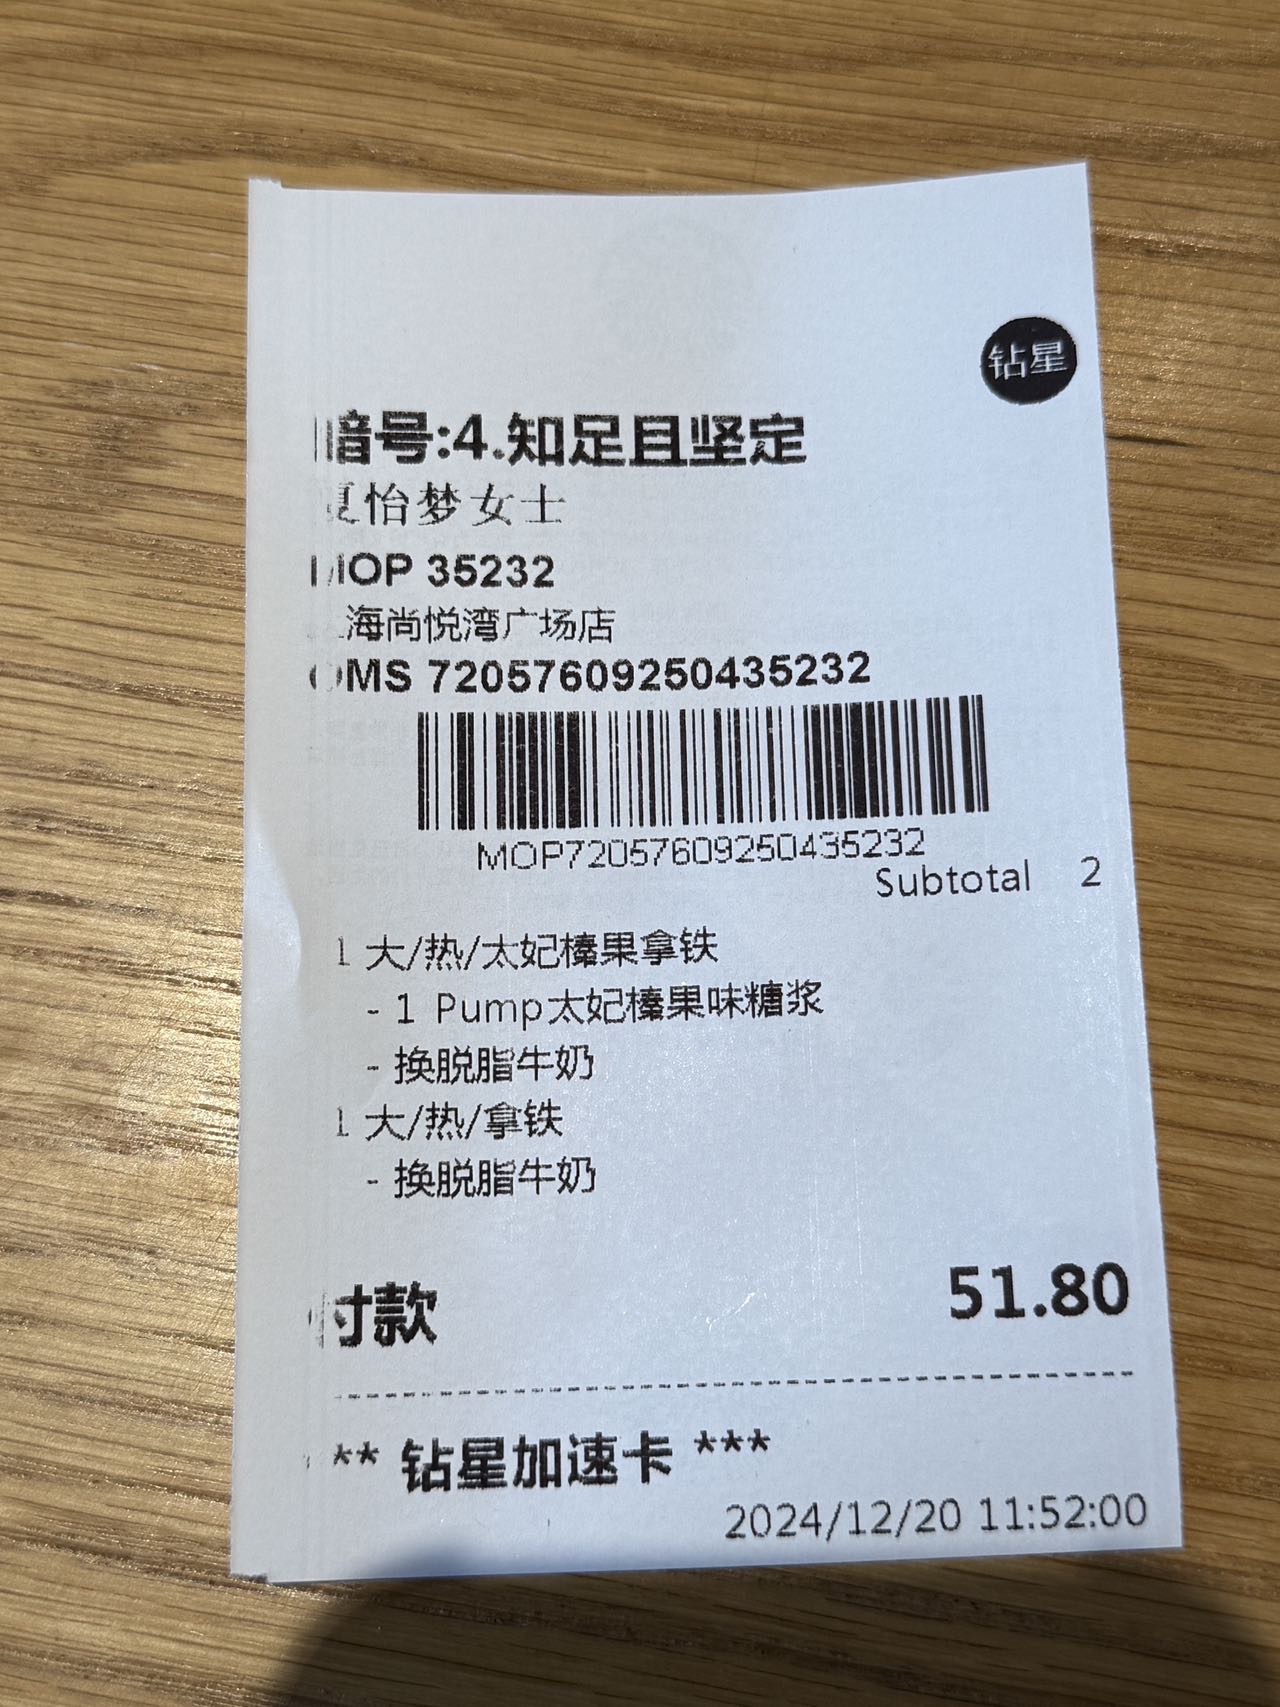 钻星
暗号:4.知足且坚定
夏怡梦女士
MOP 35232
上海尚悦湾广场店
OMS 72057609250435232
MOP72057609250435232
Subtotal 2
1 大/热/太妃榛果拿铁
- 1 Pump太妃榛果味糖浆
- 换脱脂牛奶
1 大/热/拿铁
- 换脱脂牛奶
付款 51.80
*** 钻星加速卡 ***
2024/12/20 11:52:00